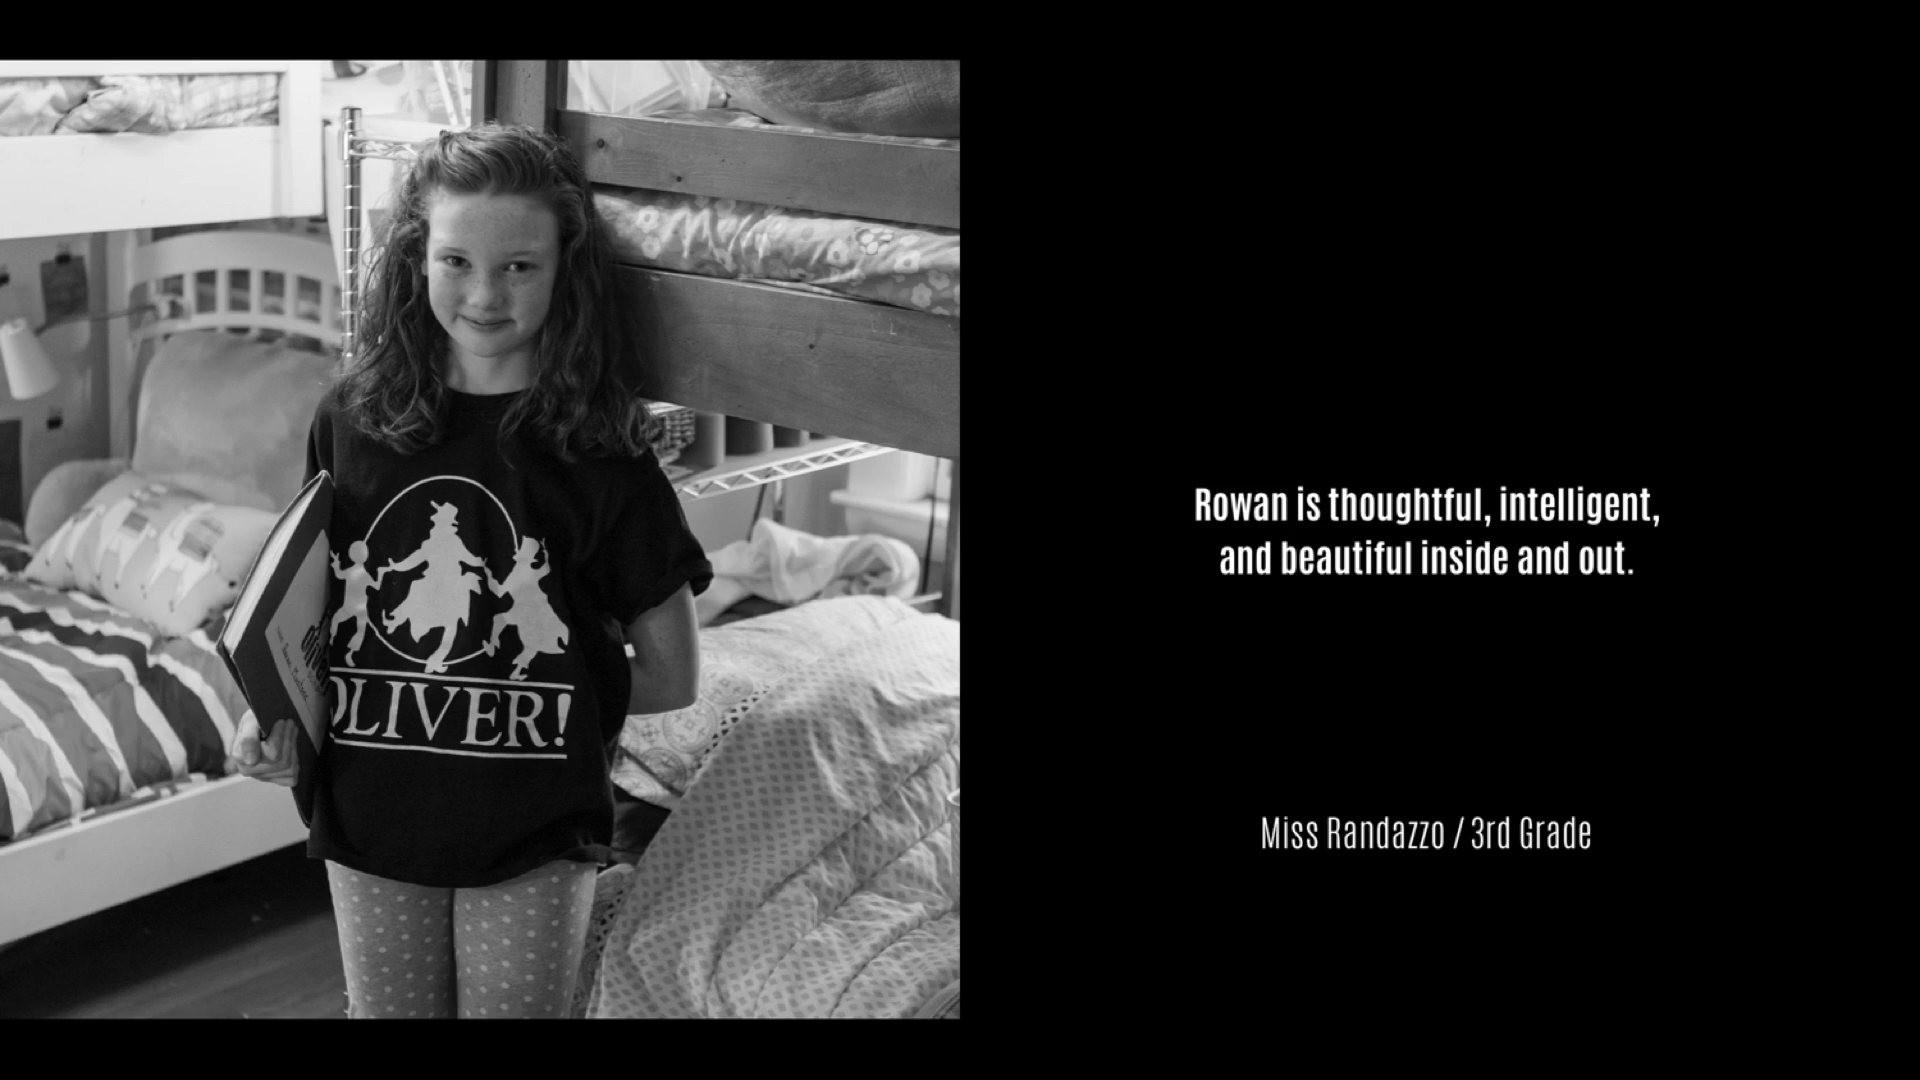 OLIVER!
Rowan is thoughtful, intelligent,
and beautiful inside and out.
Miss Randazzo / 3rd Grade